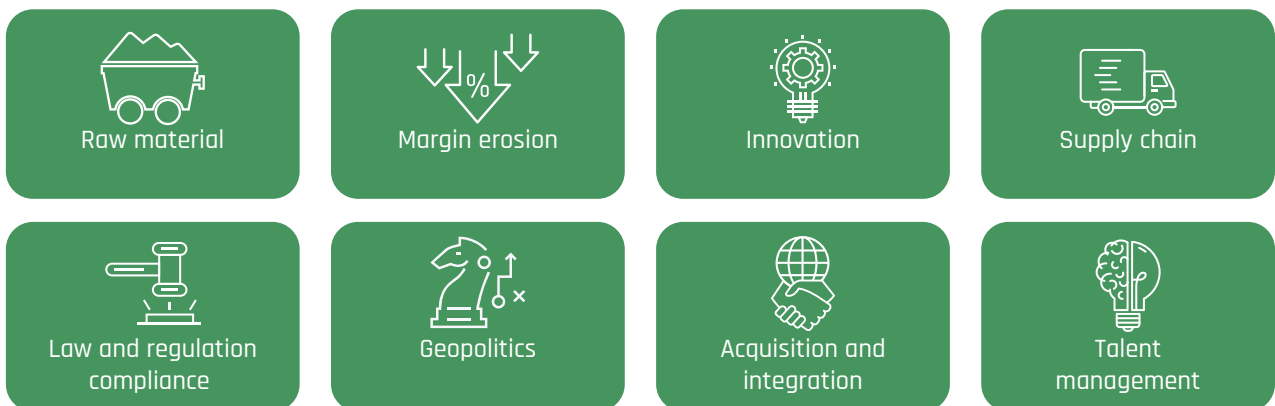 %
Raw material
Margin erosion
Innovation
Supply chain
Law and regulation
compliance
Geopolitics
Acquisition and
integration
Talent
management